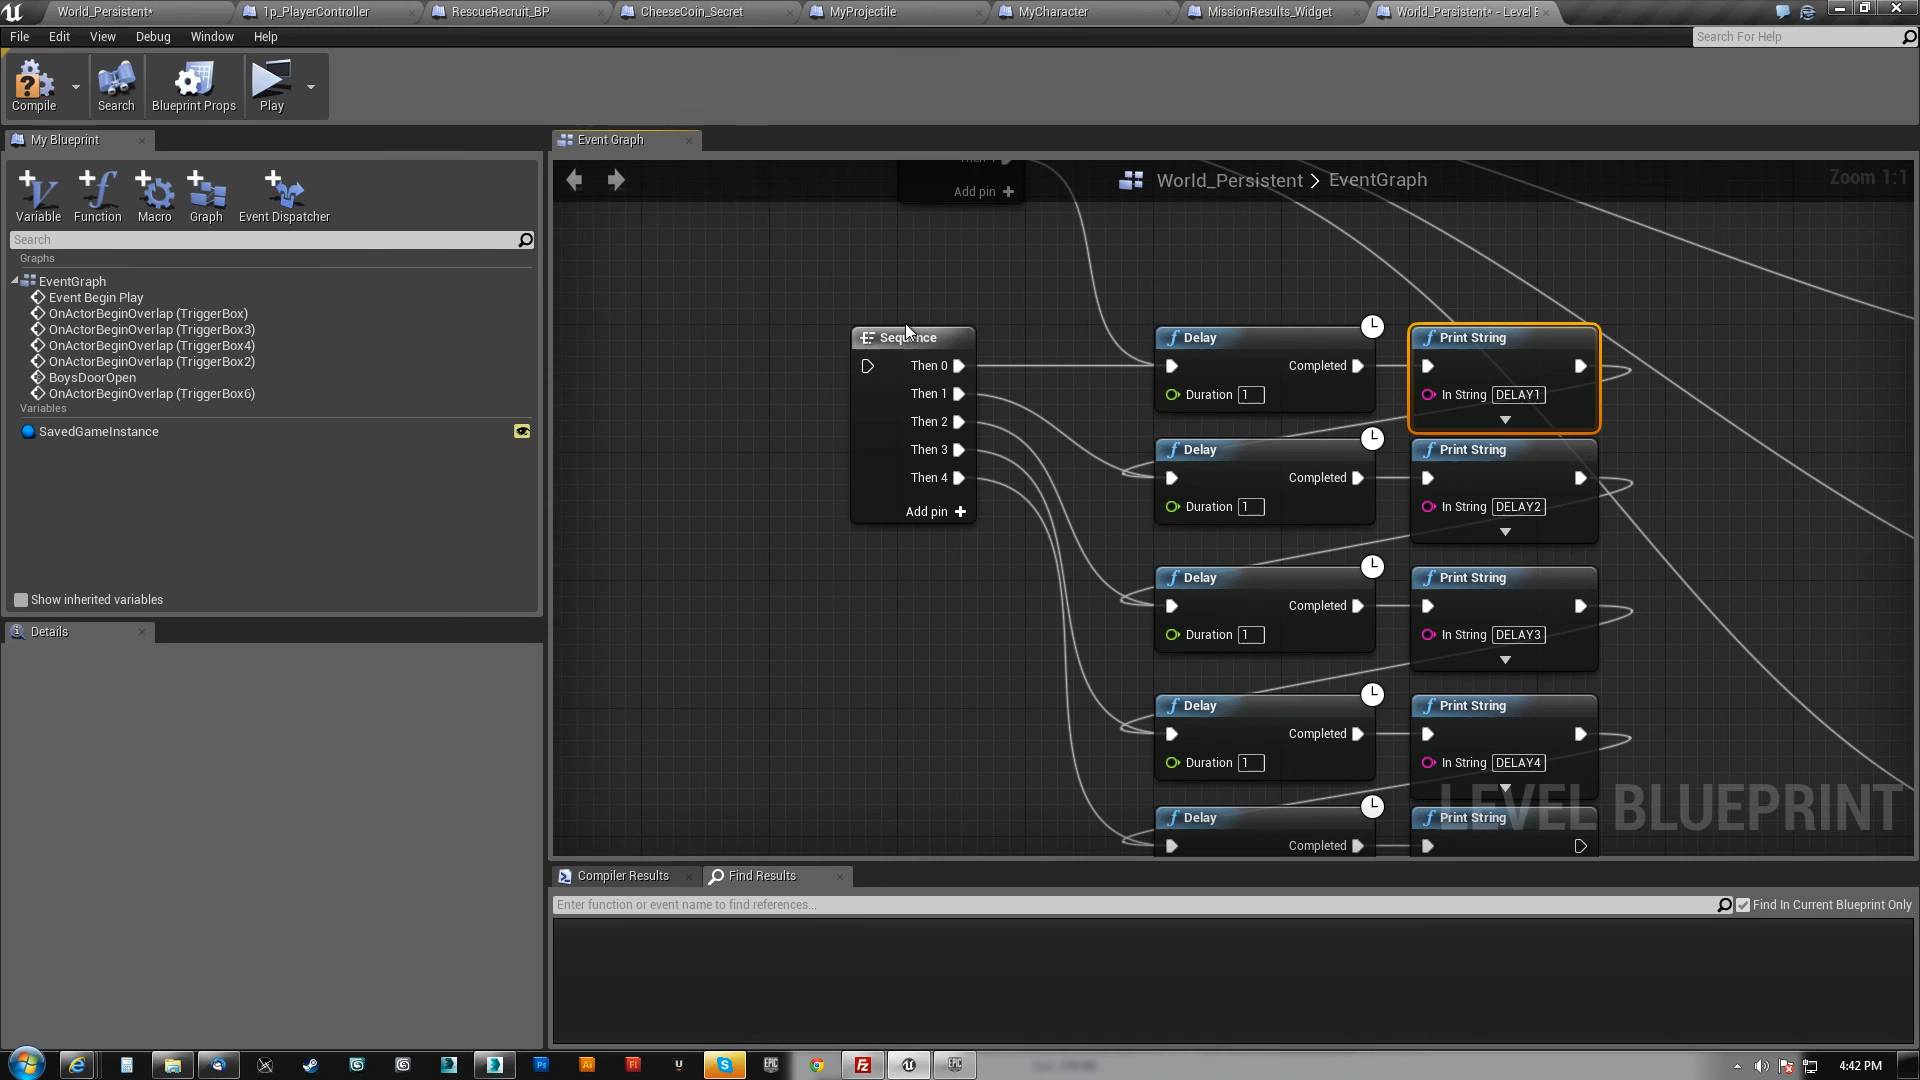 World_Persistent*
1p_PlayerController
RescueRecruit_BP
CheeseCoin_Secret
MyProjectile
MyCharacter
MissionResults_Widget
World_Persistent* - Level B
File Edit View Debug Window Help
Search For Help
Compile
Search
Blueprint Props
Play
My Blueprint
Event Graph
Variable
Function
Macro
Graph
Event Dispatcher
Search
Graphs
EventGraph
Event Begin Play
OnActorBeginOverlap (TriggerBox)
OnActorBeginOverlap (TriggerBox3)
OnActorBeginOverlap (TriggerBox4)
OnActorBeginOverlap (TriggerBox2)
BoysDoorOpen
OnActorBeginOverlap (TriggerBox6)
Variables
SavedGameInstance
Show inherited variables
Details
World_Persistent > EventGraph
Zoom 1:1
Add pin
Sequence
Then 0
Then 1
Then 2
Then 3
Then 4
Add pin
Delay
Completed
Duration 1
Print String
In String DELAY1
Delay
Completed
Duration 1
Print String
In String DELAY2
Delay
Completed
Duration 1
Print String
In String DELAY3
Delay
Completed
Duration 1
Print String
In String DELAY4
Delay
Completed
Print String
LEVEL BLUEPRINT
Compiler Results
Find Results
Enter function or event name to find references...
Find In Current Blueprint Only
Ps
Ai
Fl
EPIC
EPIC
4:42 PM